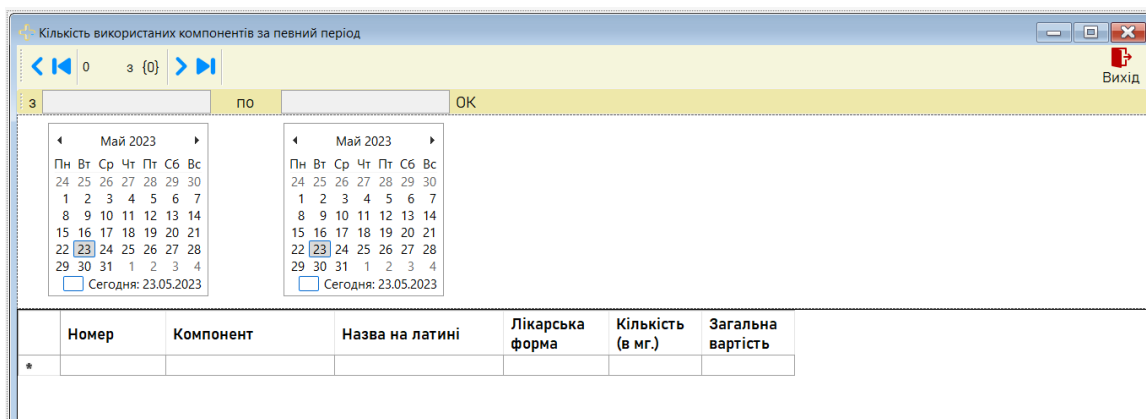 Кількість використаних компонентів за певний період
0 з {0}
Вихід
з по ОК
Май 2023 Май 2023
Пн Вт Ср Чт Пт Сб Вс Пн Вт Ср Чт Пт Сб Вс
24 25 26 27 28 29 30 24 25 26 27 28 29 30
1 2 3 4 5 6 7 1 2 3 4 5 6 7
8 9 10 11 12 13 14 8 9 10 11 12 13 14
15 16 17 18 19 20 21 15 16 17 18 19 20 21
22 23 24 25 26 27 28 22 23 24 25 26 27 28
29 30 31 1 2 3 4 29 30 31 1 2 3 4
Сегодня: 23.05.2023 Сегодня: 23.05.2023
Номер Компонент Назва на латині Лікарська форма Кількість (в мг.) Загальна вартість
*